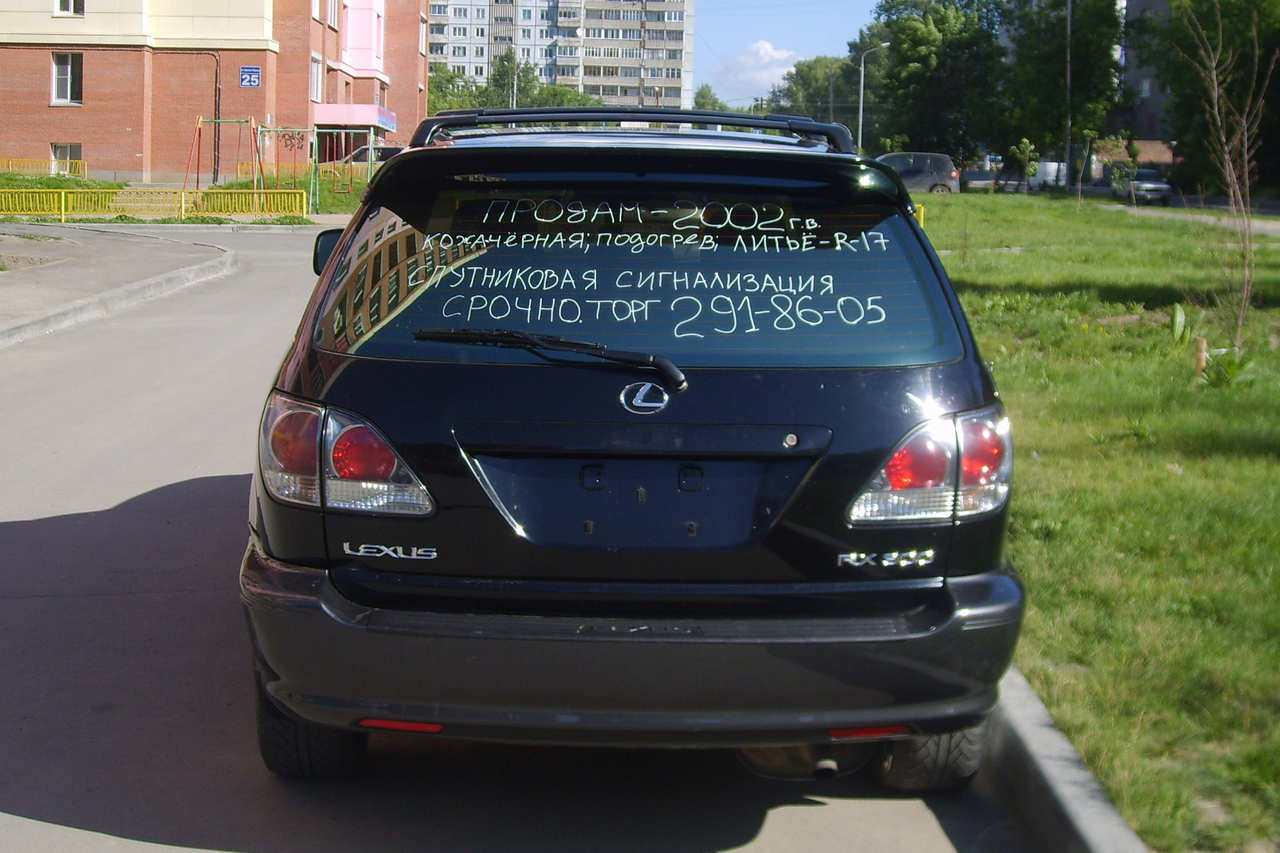 25
ПРОДАМ-2002 г.в.
КОЖА ЧЁРНАЯ; ПОДОГРЕВ; ЛИТЬЁ-R-17
СПУТНИКОВАЯ СИГНАЛИЗАЦИЯ
СРОЧНО. ТОРГ 291-86-05
LEXUS
RX 300